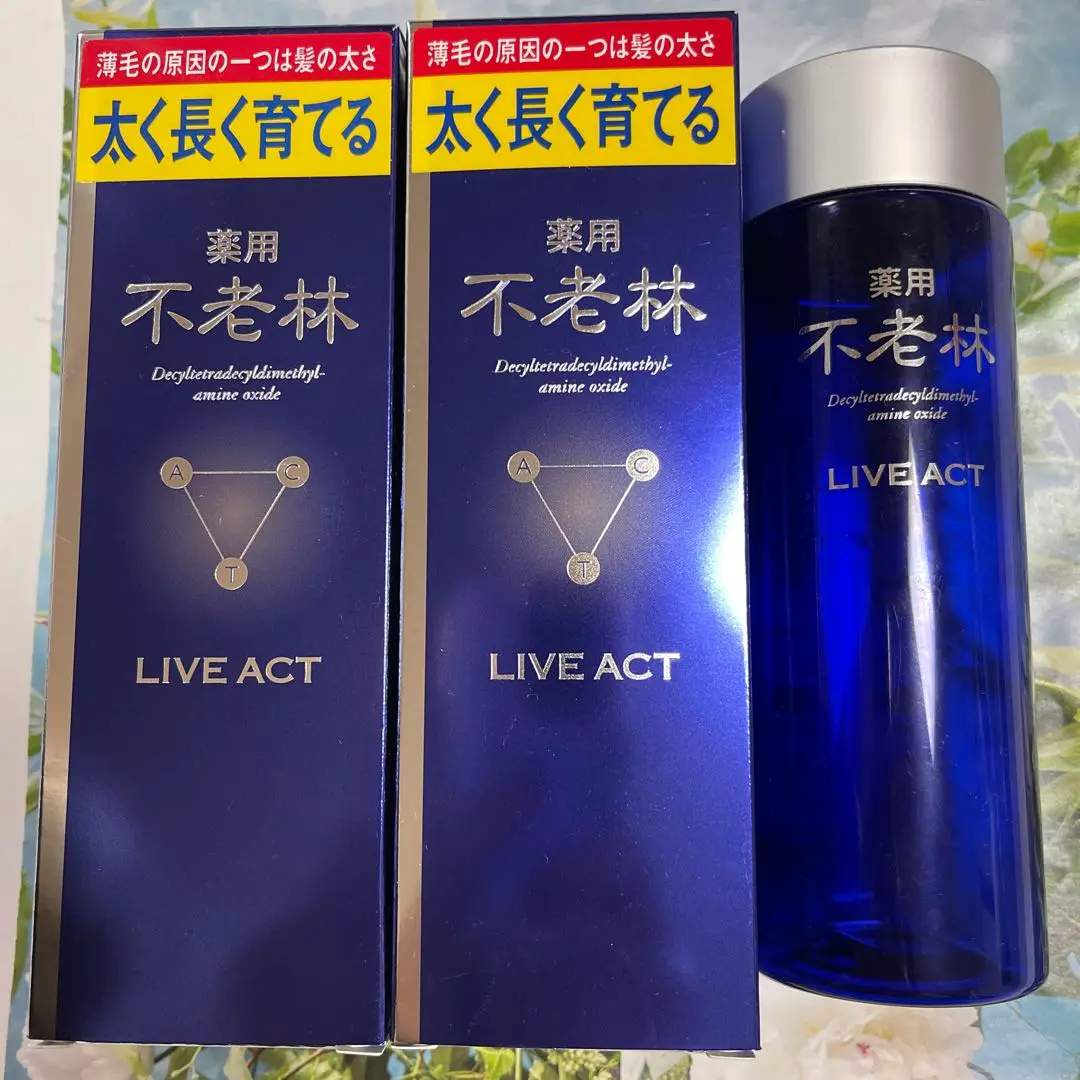 薄毛の原因の一つは髪の太さ
太く長く育てる
薬用
不老林
Decyltetradecyldimethyl-
amine oxide
A
C
T
LIVE ACT
薄毛の原因の一つは髪の太さ
太く長く育てる
薬用
不老林
Decyltetradecyldimethyl-
amine oxide
A
C
T
LIVE ACT
薬用
不老林
Decyltetradecyldimethyl-
amine oxide
LIVE ACT